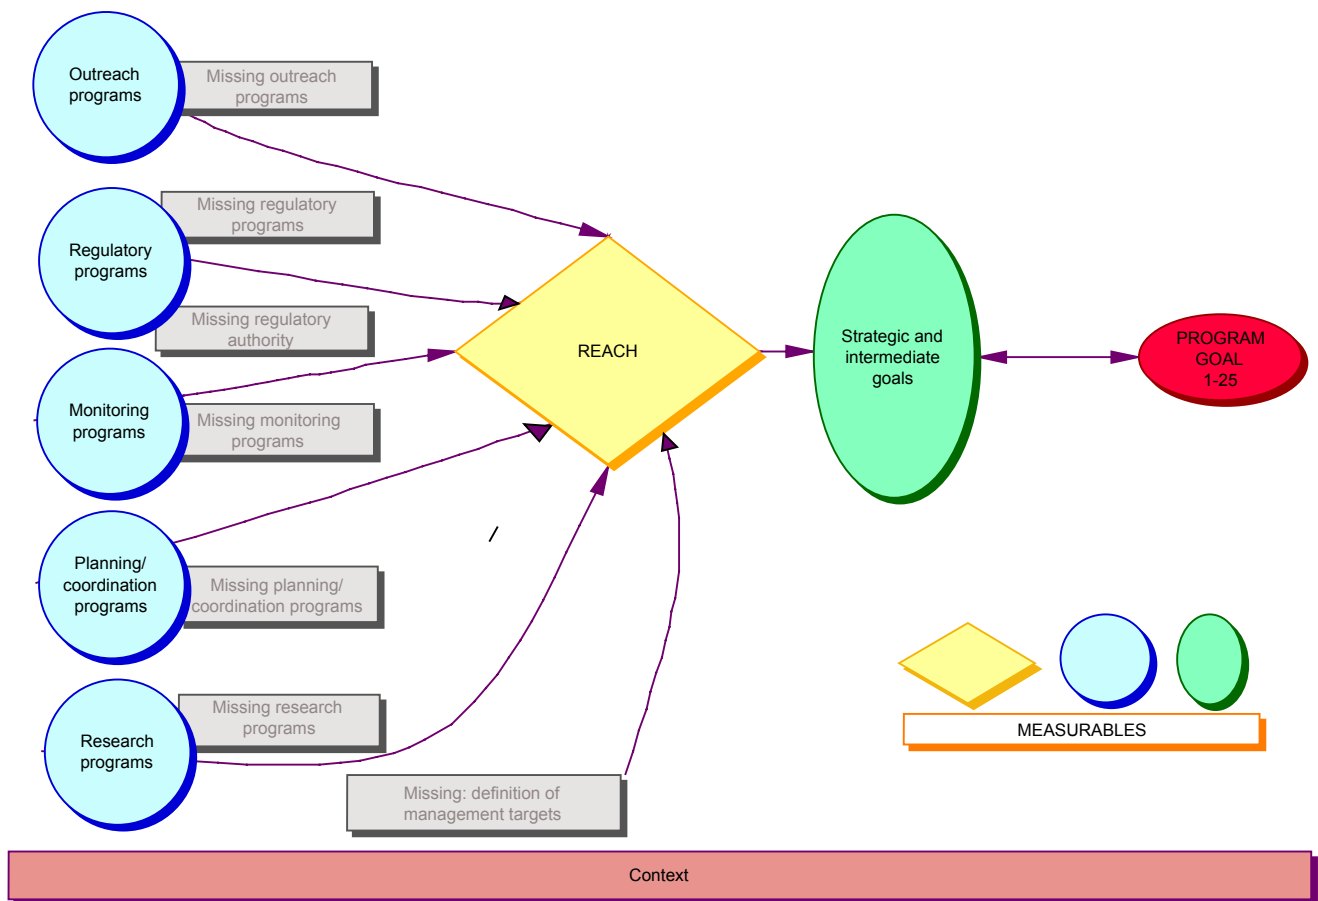 Outreach
programs
Missing outreach
programs
Missing regulatory
programs
Regulatory
programs
Missing regulatory
authority
Monitoring
programs
Missing monitoring
programs
Planning/
coordination
programs
Missing planning/
coordination programs
Research
programs
Missing research
programs
Missing: definition of
management targets
REACH
Strategic and
intermediate
goals
PROGRAM
GOAL
1-25
MEASURABLES
Context